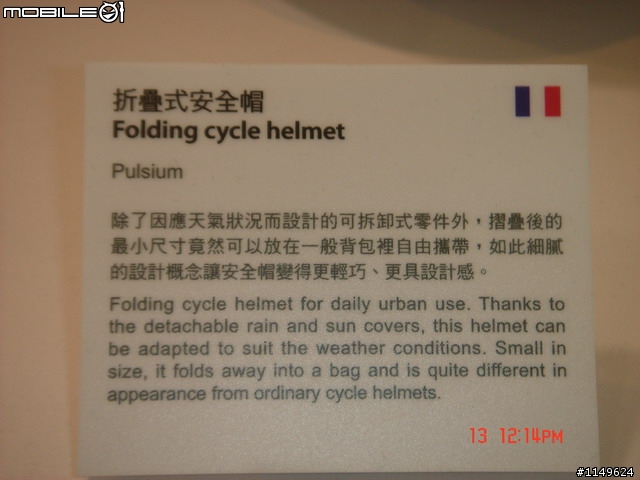 MOBILE01
折疊式安全帽
Folding cycle helmet
Pulsium
除了因應天氣狀況而設計的可拆卸式零件外，摺疊後的
最小尺寸竟然可以放在一般背包裡自由攜帶，如此細膩
的設計概念讓安全帽變得更輕巧、更具設計感。
Folding cycle helmet for daily urban use. Thanks to
the detachable rain and sun covers, this helmet can
be adapted to suit the weather conditions. Small in
size, it folds away into a bag and is quite different in
appearance from ordinary cycle helmets.
13 12:14PM
#1149624